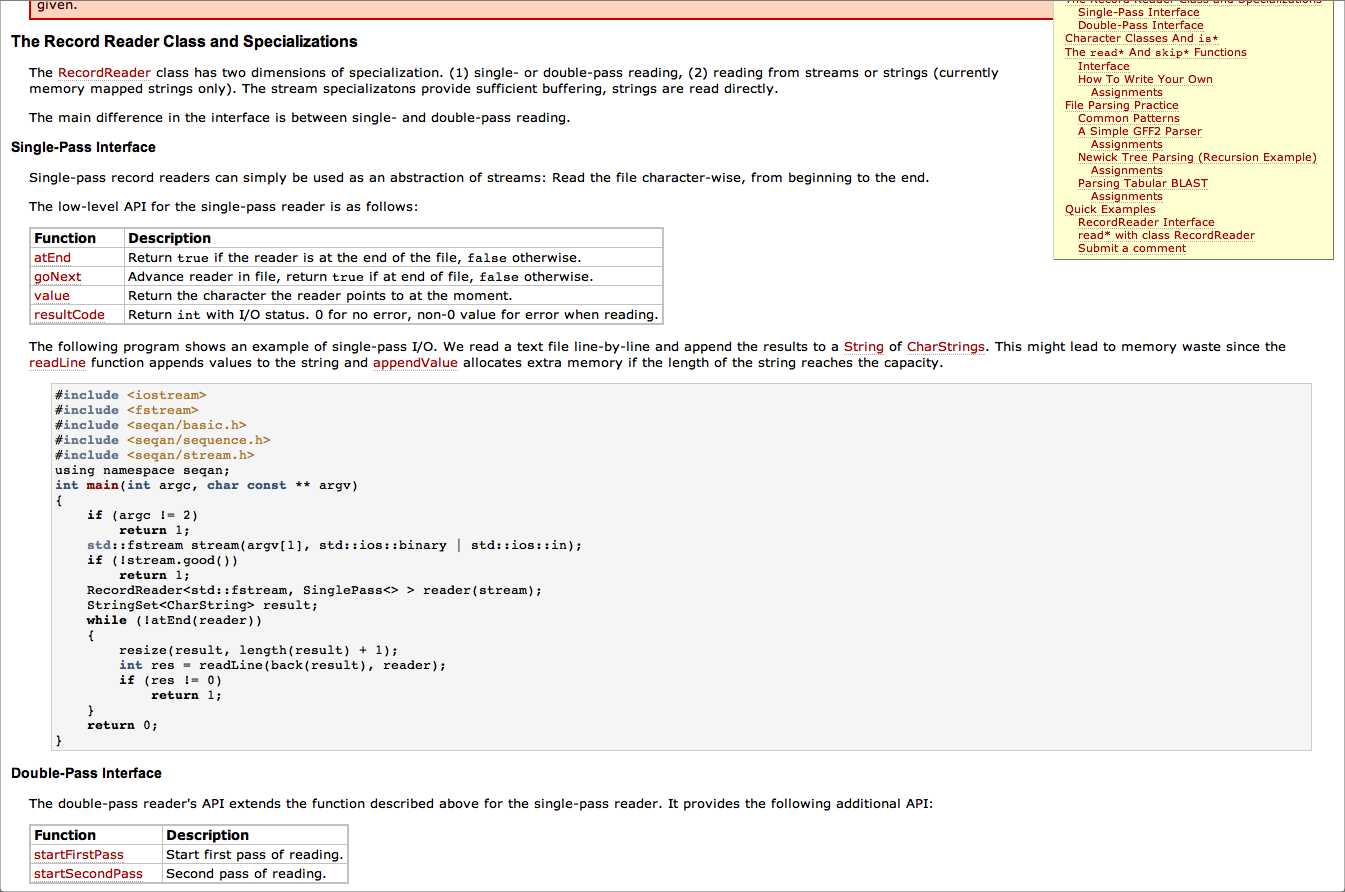 given.
The Record Reader Class and Specializations
The RecordReader class has two dimensions of specialization. (1) single- or double-pass reading, (2) reading from streams or strings (currently
memory mapped strings only). The stream specializatons provide sufficient buffering, strings are read directly.
The main difference in the interface is between single- and double-pass reading.
Single-Pass Interface
Single-pass record readers can simply be used as an abstraction of streams: Read the file character-wise, from beginning to the end.
The low-level API for the single-pass reader is as follows:
Function Description
atEnd Return true if the reader is at the end of the file, false otherwise.
goNext Advance reader in file, return true if at end of file, false otherwise.
value Return the character the reader points to at the moment.
resultCode Return int with I/O status. 0 for no error, non-0 value for error when reading.
The following program shows an example of single-pass I/O. We read a text file line-by-line and append the results to a String of CharStrings. This might lead to memory waste since the
readLine function appends values to the string and appendValue allocates extra memory if the length of the string reaches the capacity.
#include <iostream>
#include <fstream>
#include <seqan/basic.h>
#include <seqan/sequence.h>
#include <seqan/stream.h>
using namespace seqan;
int main(int argc, char const ** argv)
{
    if (argc != 2)
        return 1;
    std::fstream stream(argv[1], std::ios::binary | std::ios::in);
    if (!stream.good())
        return 1;
    RecordReader<std::fstream, SinglePass<> > reader(stream);
    StringSet<CharString> result;
    while (!atEnd(reader))
    {
        resize(result, length(result) + 1);
        int res = readLine(back(result), reader);
        if (res != 0)
            return 1;
    }
    return 0;
}
Double-Pass Interface
The double-pass reader's API extends the function described above for the single-pass reader. It provides the following additional API:
Function Description
startFirstPass Start first pass of reading.
startSecondPass Second pass of reading.
The Record Reader Class and Specializations
Single-Pass Interface
Double-Pass Interface
Character Classes And is*
The read* And skip* Functions
Interface
How To Write Your Own
Assignments
File Parsing Practice
Common Patterns
A Simple GFF2 Parser
Assignments
Newick Tree Parsing (Recursion Example)
Assignments
Parsing Tabular BLAST
Assignments
Quick Examples
RecordReader Interface
read* with class RecordReader
Submit a comment